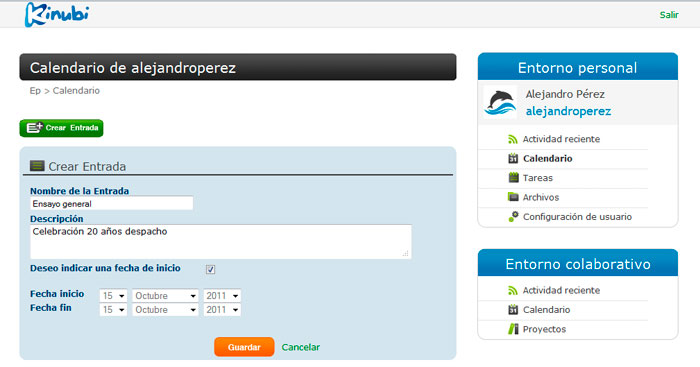 Kinubi
Salir
Calendario de alejandroperez
Ep > Calendario
Crear Entrada
Crear Entrada
Nombre de la Entrada
Ensayo general
Descripción
Celebración 20 años despacho
Deseo indicar una fecha de inicio
Fecha inicio 15 Octubre 2011
Fecha fin 15 Octubre 2011
Guardar Cancelar
Entorno personal
Alejandro Pérez
alejandroperez
Actividad reciente
31 Calendario
Tareas
Archivos
Configuración de usuario
Entorno colaborativo
Actividad reciente
31 Calendario
Proyectos